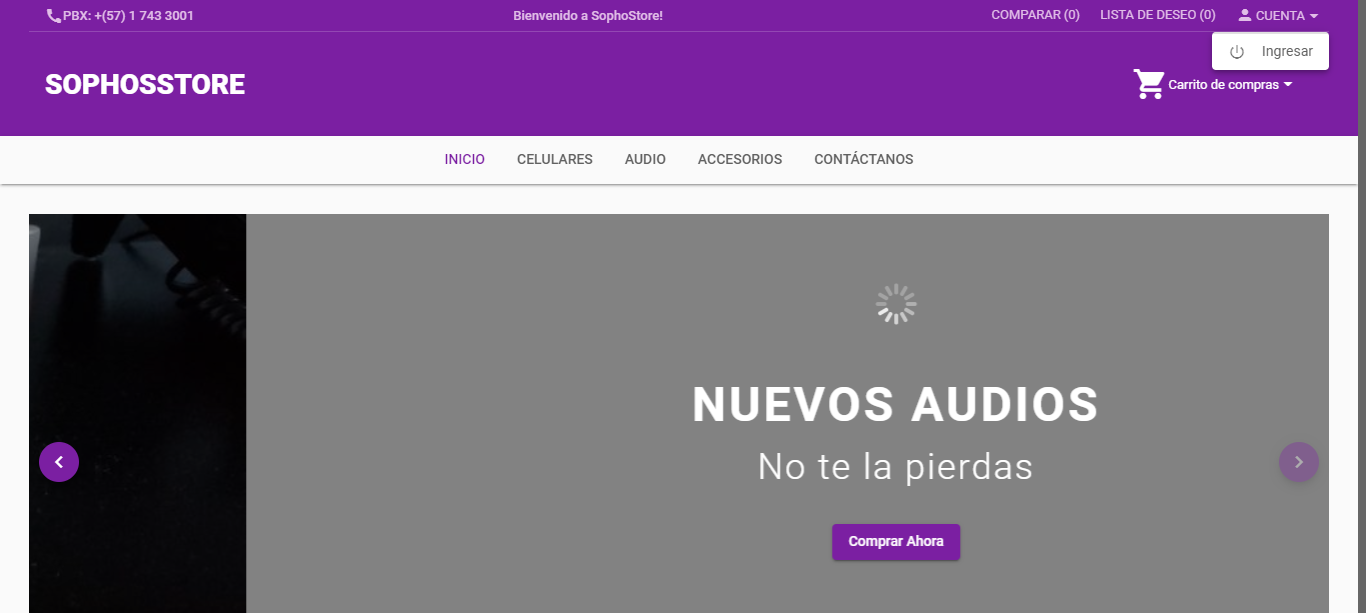 PBX: +(57) 1 743 3001
Bienvenido a SophoStore!
COMPARAR (0)
LISTA DE DESEO (0)
CUENTA
Ingresar
SOPHOSSTORE
Carrito de compras
INICIO
CELULARES
AUDIO
ACCESORIOS
CONTÁCTANOS
NUEVOS AUDIOS
No te la pierdas
Comprar Ahora